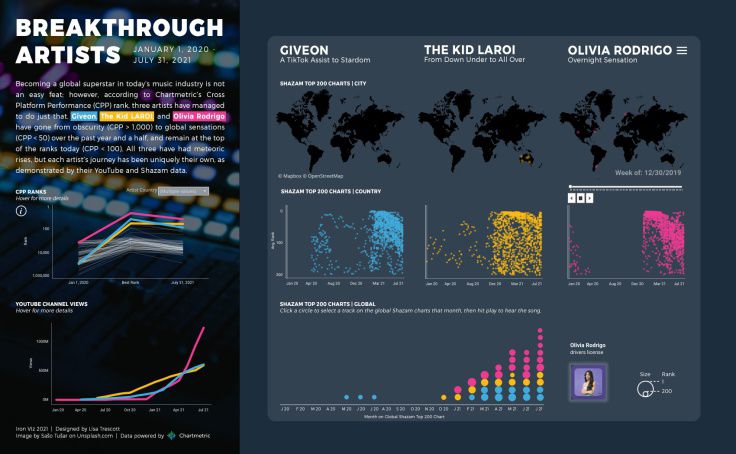 BREAKTHROUGH
ARTISTS
JANUARY 1, 2020 -
JULY 31, 2021
Becoming a global superstar in today's music industry is not
an easy feat; however, according to Chartmetric's Cross
Platform Performance (CPP) rank, three artists have managed
to do just that. Giveon, The Kid LAROI, and Olivia Rodrigo
have gone from obscurity (CPP > 1,000) to global sensations
(CPP < 50) over the past year and a half, and remain at the top
of the ranks today (CPP < 100). All three have had meteoric
rises, but each artist's journey has been uniquely their own, as
demonstrated by their YouTube and Shazam data.
CPP RANKS
Hover for more details
Artist Country
(Multiple values)
Rank
1
100
10,000
1,000,000
Jan 1, 2020
Best Rank
July 31, 2021
YOUTUBE CHANNEL VIEWS
Hover for more details
Views
1000M
500M
0M
Jan 20
Apr 20
Jul 20
Oct 20
Jan 21
Apr 21
Jul 21
Iron Viz 2021 | Designed by Lisa Trescott
Image by Sašo Tušar on Unsplash.com | Data powered by Chartmetric
GIVEON
A TikTok Assist to Stardom
THE KID LAROI
From Down Under to All Over
OLIVIA RODRIGO
Overnight Sensation
SHAZAM TOP 200 CHARTS | CITY
© Mapbox © OpenStreetMap
Week of: 12/30/2019
SHAZAM TOP 200 CHARTS | COUNTRY
Avg Rank
0
100
200
Jan 20 Apr 20 Aug 20 Dec 20 Mar 21 Jul 21
Jan 20 Apr 20 Aug 20 Dec 20 Mar 21 Jul 21
Jan 20 Apr 20 Aug 20 Dec 20 Mar 21 Jul 21
SHAZAM TOP 200 CHARTS | GLOBAL
Click a circle to select a track on the global Shazam charts that month, then hit play to hear the song.
J 20 F 20 M 20 A 20 M 20 J 20 J 20 A 20 S 20 O 20 N 20 D 20 J 21 F 21 M 21 A 21 M 21 J 21 J 21
Month on Global Shazam Top 200 Chart
Olivia Rodrigo
drivers license
Size
Rank
1
200